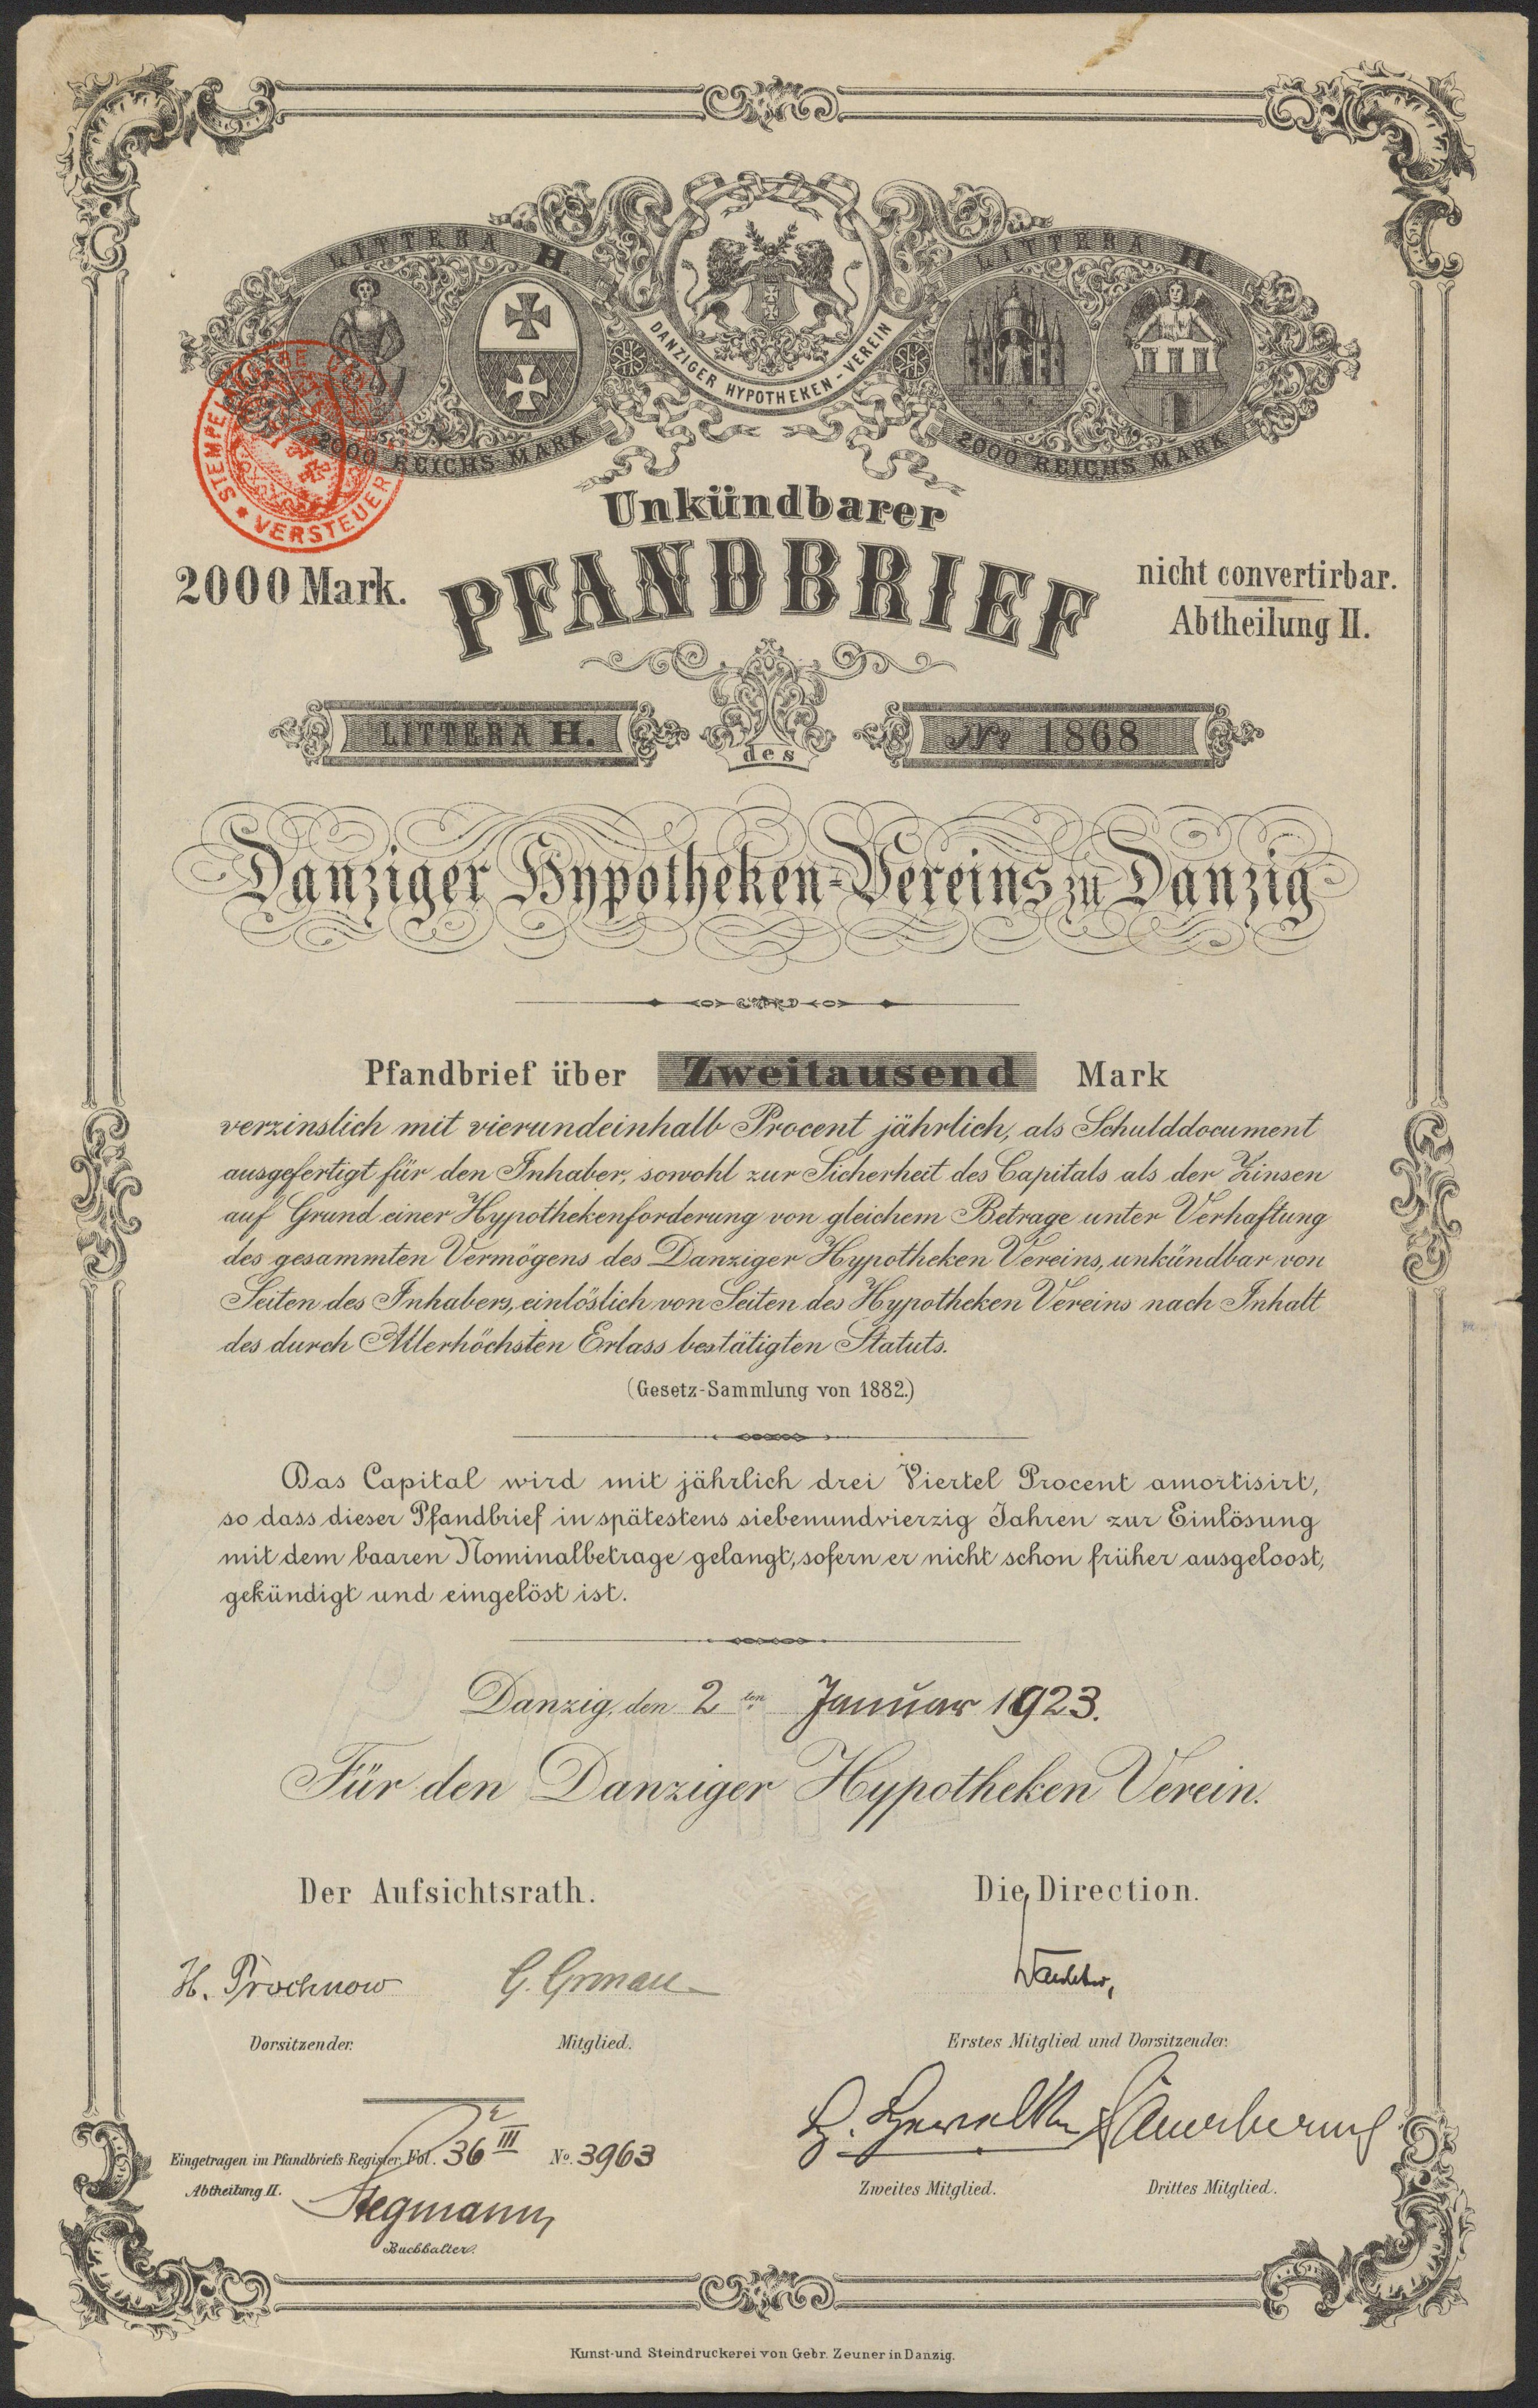 LITTERA H.
LITTERA H.
DANZIGER HYPOTHEKEN-VEREIN
2000 REICHS MARK
2000 REICHS MARK
STEMPEL
VERSTEUER
Unkündbarer
2000 Mark.
PFANDBRIEF
nicht convertirbar.
Abtheilung II.
LITTERA H.
des
No 1868
Danziger Hypotheken-Vereins zu Danzig
Pfandbrief über Zweitausend Mark
verzinslich mit vierundeinhalb Procent jährlich, als Schulddocument
ausgefertigt für den Inhaber, sowohl zur Sicherheit des Capitals als der Zinsen
auf Grund einer Hypothekenforderung von gleichem Betrage unter Verhaftung
des gesammten Vermögens des Danziger Hypotheken Vereins, unkündbar von
Seiten des Inhabers, einlöslich von Seiten des Hypotheken Vereins nach Inhalt
des durch Allerhöchsten Erlass bestätigten Statuts.
(Gesetz-Sammlung von 1882.)
Das Capital wird mit jährlich drei Viertel Procent amortisirt,
so dass dieser Pfandbrief in spätestens siebenundvierzig Jahren zur Einlösung
mit dem baaren Nominalbetrage gelangt, sofern er nicht schon früher ausgeloost,
gekündigt und eingelöst ist.
Danzig, den 2 ten Januar 1923.
Für den Danziger Hypotheken Verein.
Der Aufsichtsrath.
Die Direction.
H. Prochnow
G. Gronau
Vorsitzender.
Mitglied.
Erstes Mitglied und Vorsitzender.
Eingetragen im Pfandbriefs-Register, Fol. 36 III No. 3963
Abtheilung II.
Zweites Mitglied.
Drittes Mitglied.
Stegmann
Buchhalter.
Kunst-und Steindruckerei von Gebr. Zeuner in Danzig.